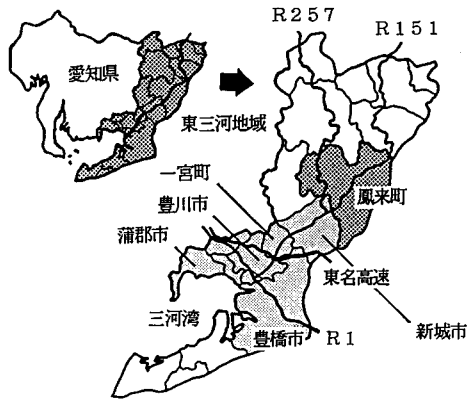 R257
R151
愛知県
東三河地域
鳳来町
一宮町
豊川市
蒲郡市
東名高速
三河湾
新城市
豊橋市
R1